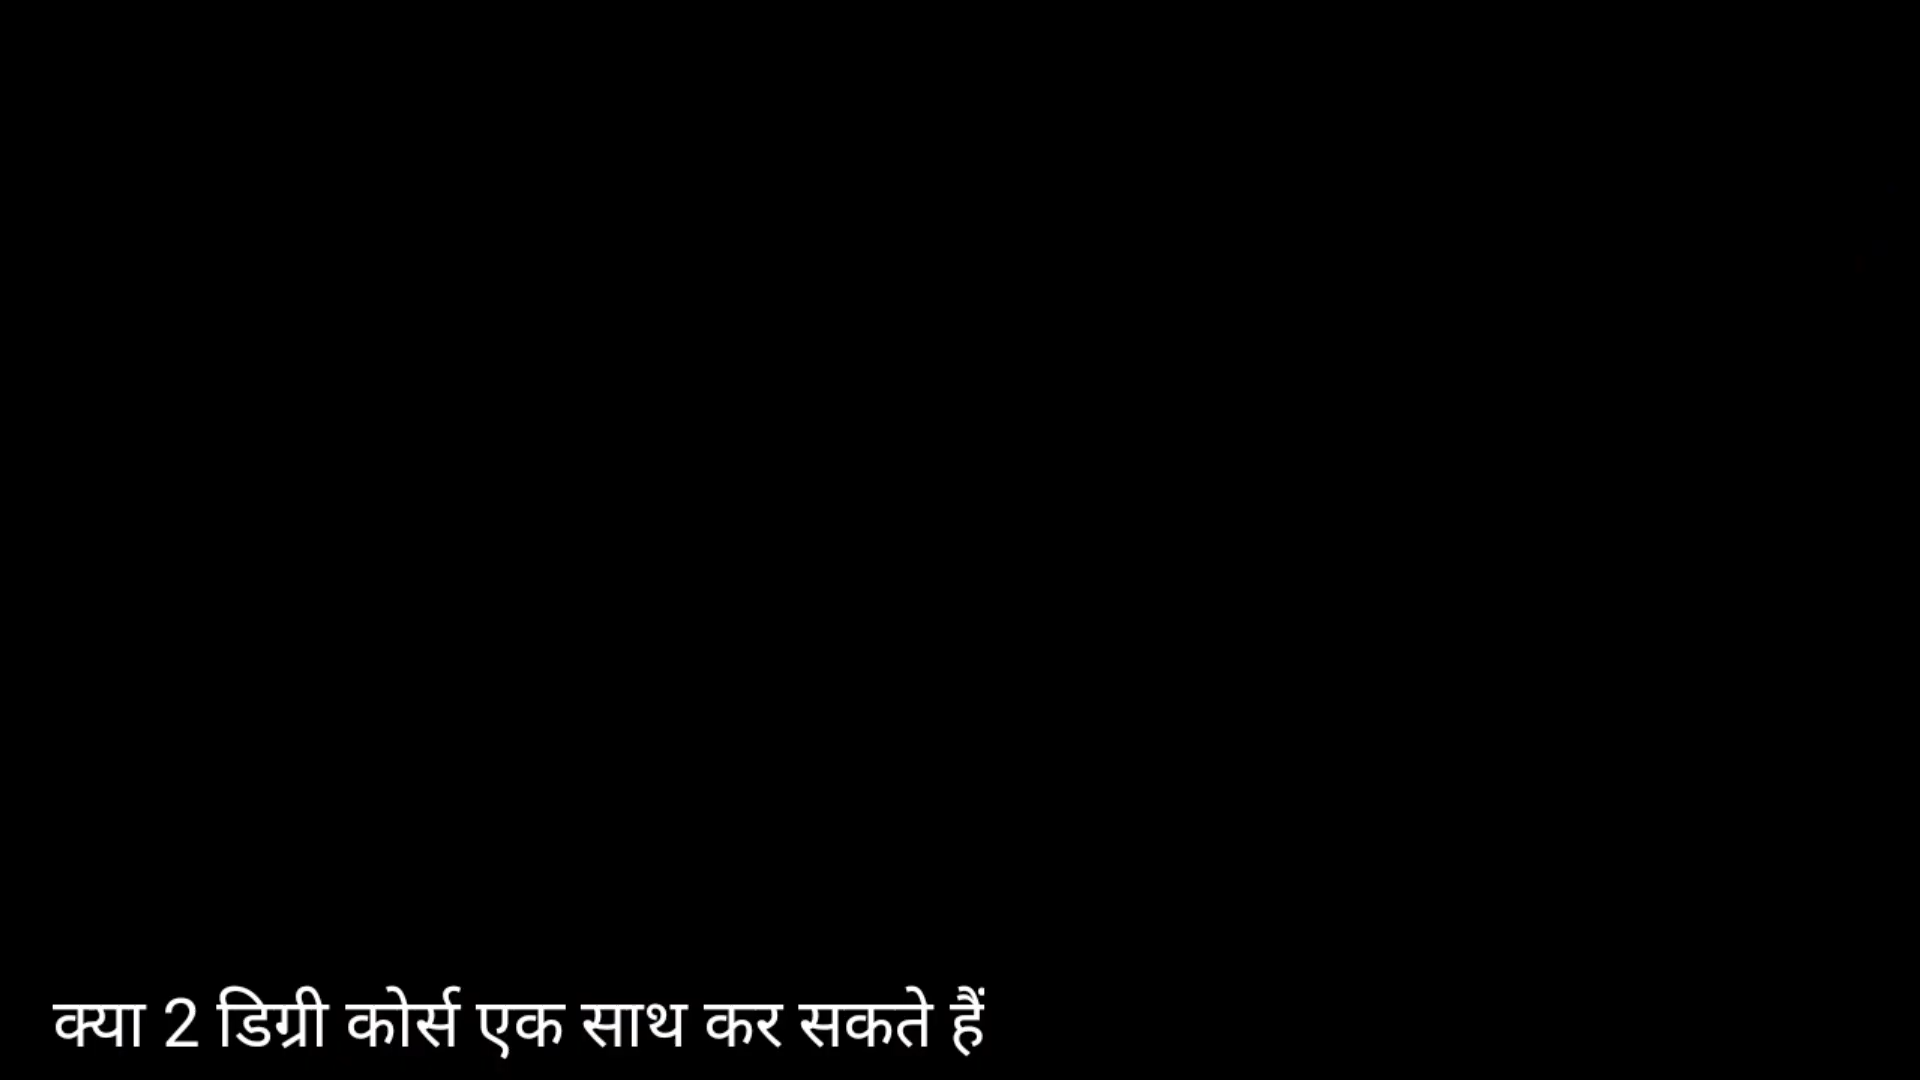 क्या 2 डिग्री कोर्स एक साथ कर सकते हैं